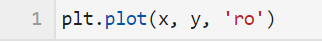 1 plt.plot(x, y, 'ro')